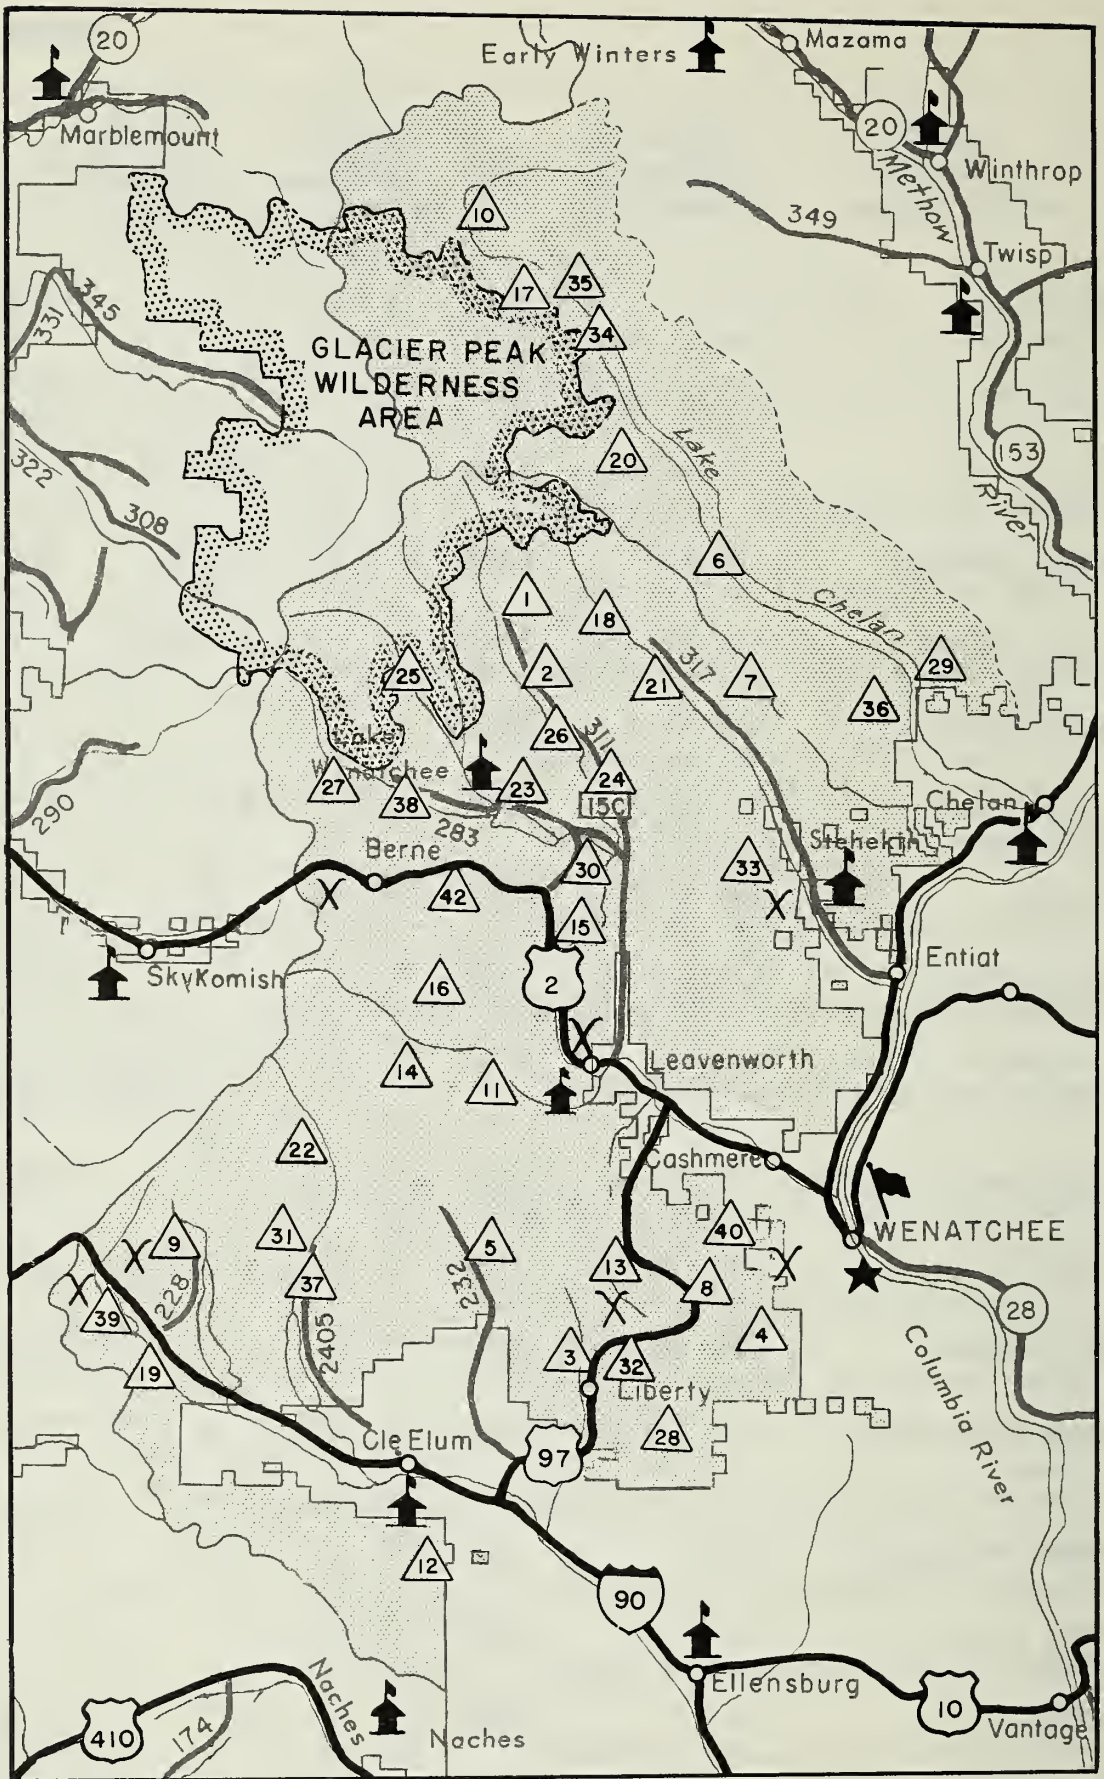 20
Early Winters
Mazama
Marblemount
20
Winthrop
Methow
10
349
Twisp
17
35
345
331
34
GLACIER PEAK
WILDERNESS
AREA
Lake
20
153
322
River
308
6
1
18
Chelan
29
25
2
317
21
7
36
Lake
26
311
Wenatchee
27
38
23
24
15C
Chelan
290
283
Berne
Stehekin
30
33
42
15
SkyKomish
16
2
Entiat
14
11
Leavenworth
22
Cashmere
9
31
5
40
WENATCHEE
37
13
8
228
232
28
39
2405
4
19
3
32
Liberty
Columbia River
Cle Elum
97
28
12
90
Ellensburg
10
Vantage
Naches
410
174
Naches